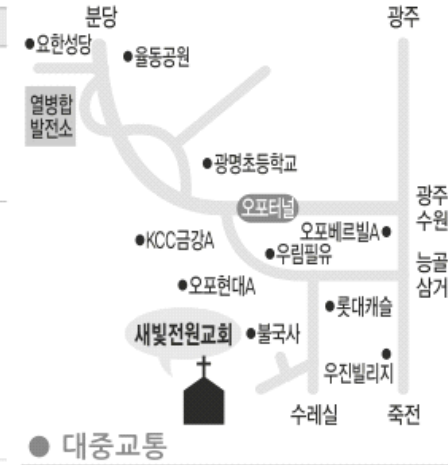 분당
광주
요한성당
율동공원
열병합
발전소
광명초등학교
광주
수원
오포터널
오포베르빌A
KCC금강A
우림필유
능골
삼거
오포현대A
롯대캐슬
새빛전원교회
불국사
우진빌리지
수레실
죽전
대중교통